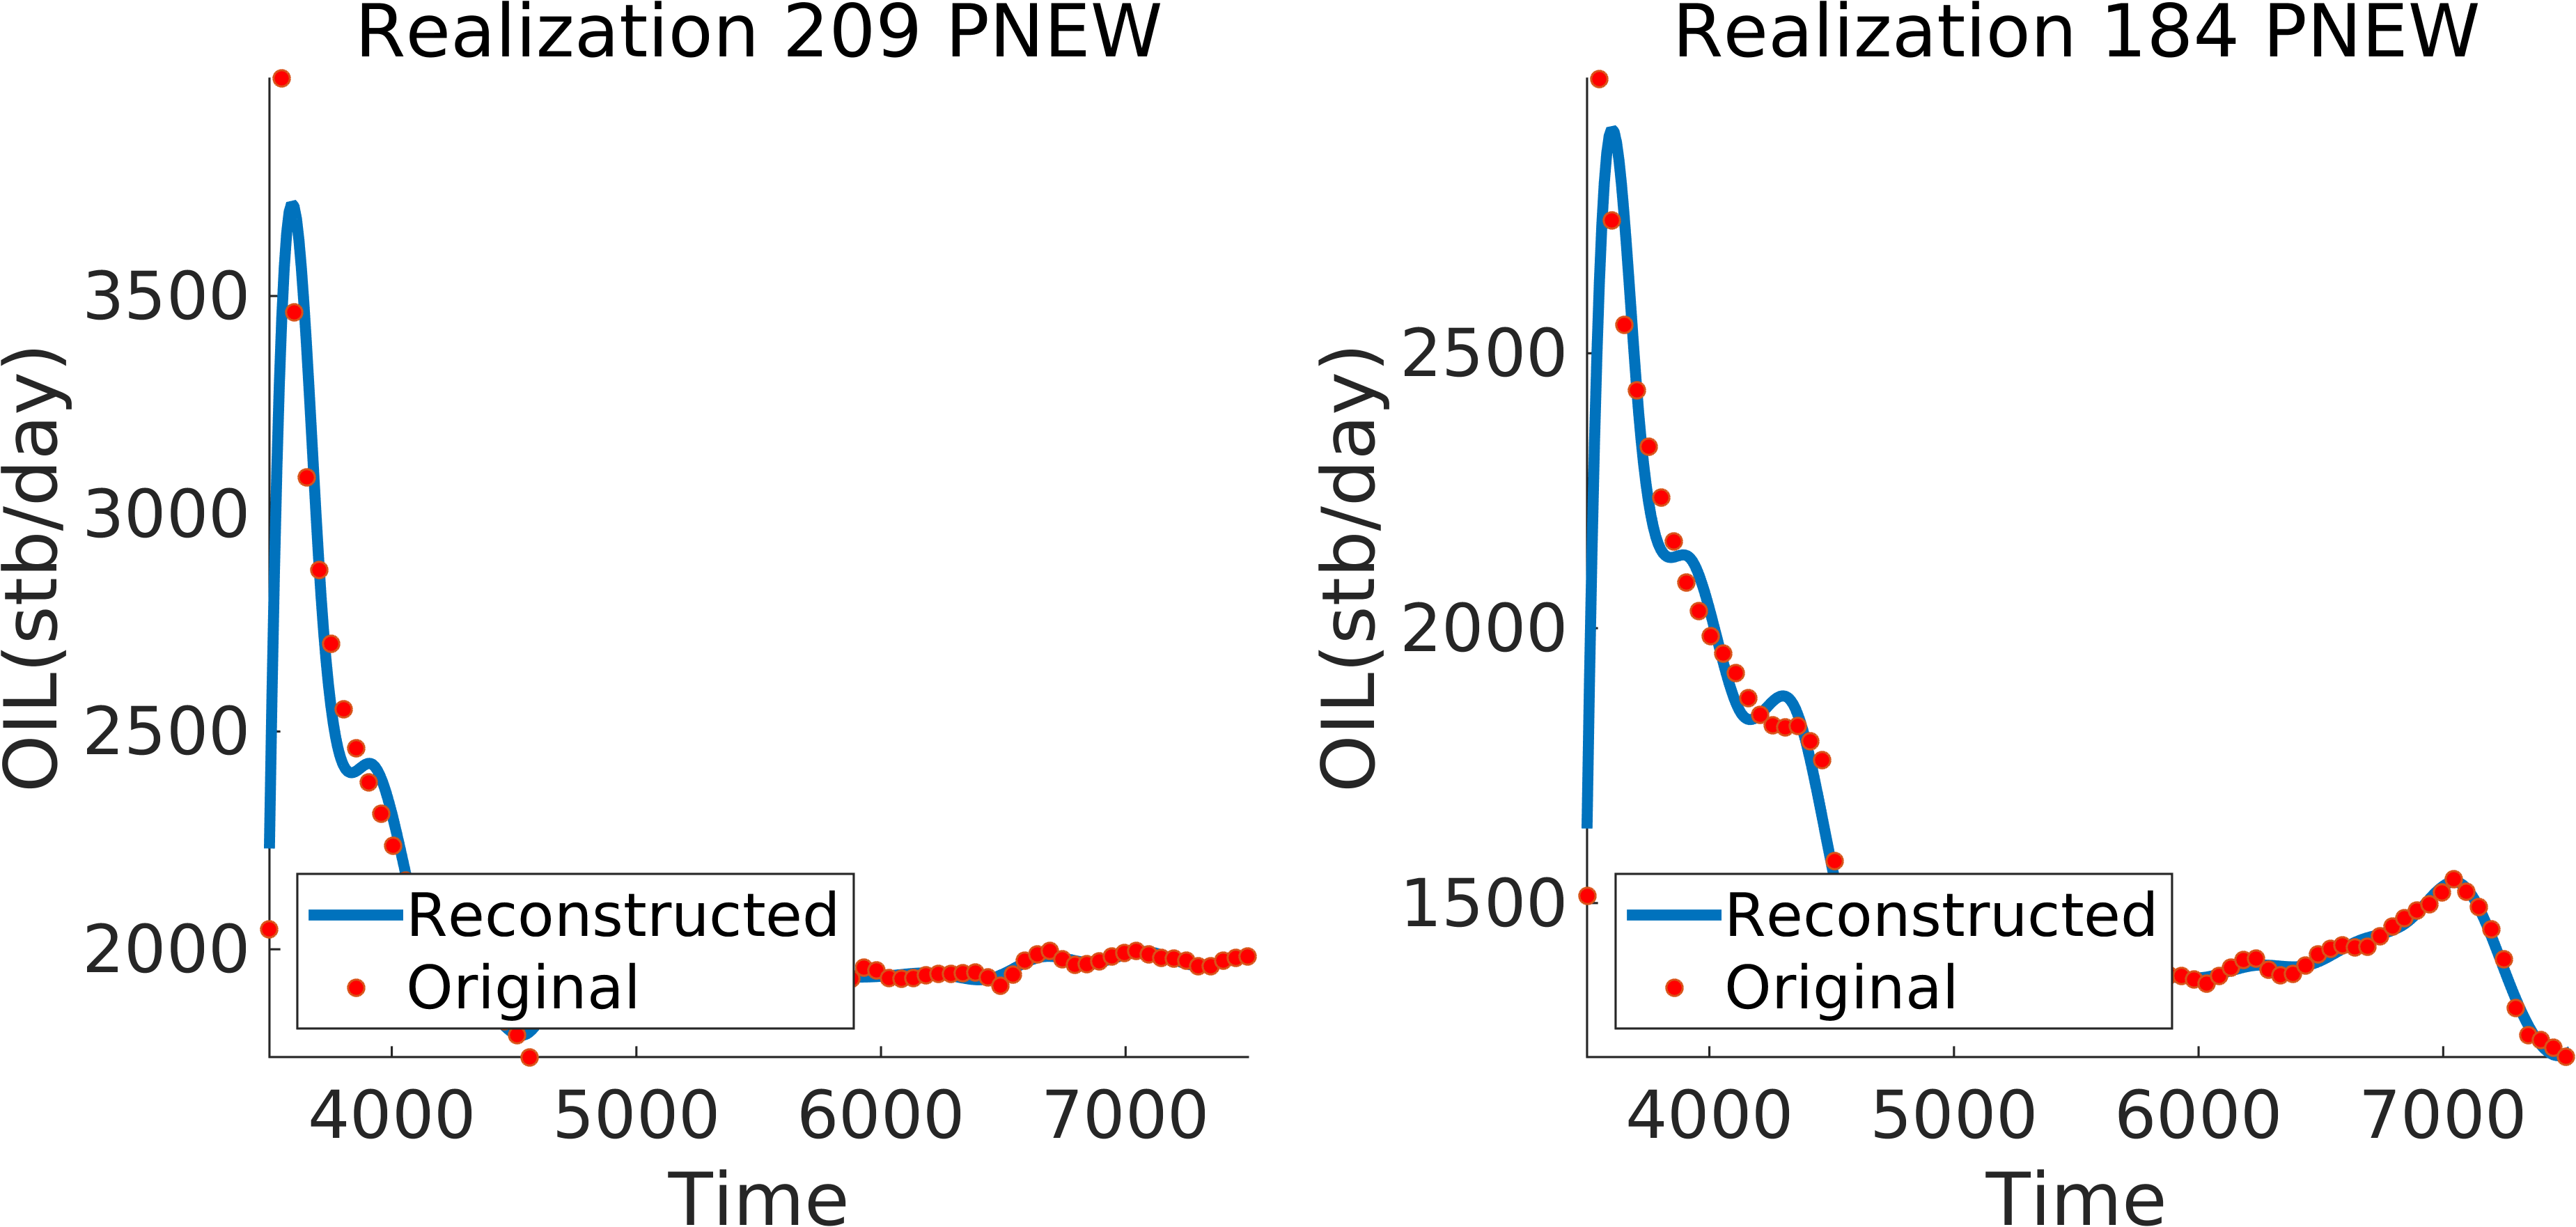 Realization 209 PNEW
OIL(stb/day)
3500
3000
2500
2000
Reconstructed
Original
4000 5000 6000 7000
Time
Realization 184 PNEW
OIL(stb/day)
2500
2000
1500
Reconstructed
Original
4000 5000 6000 7000
Time